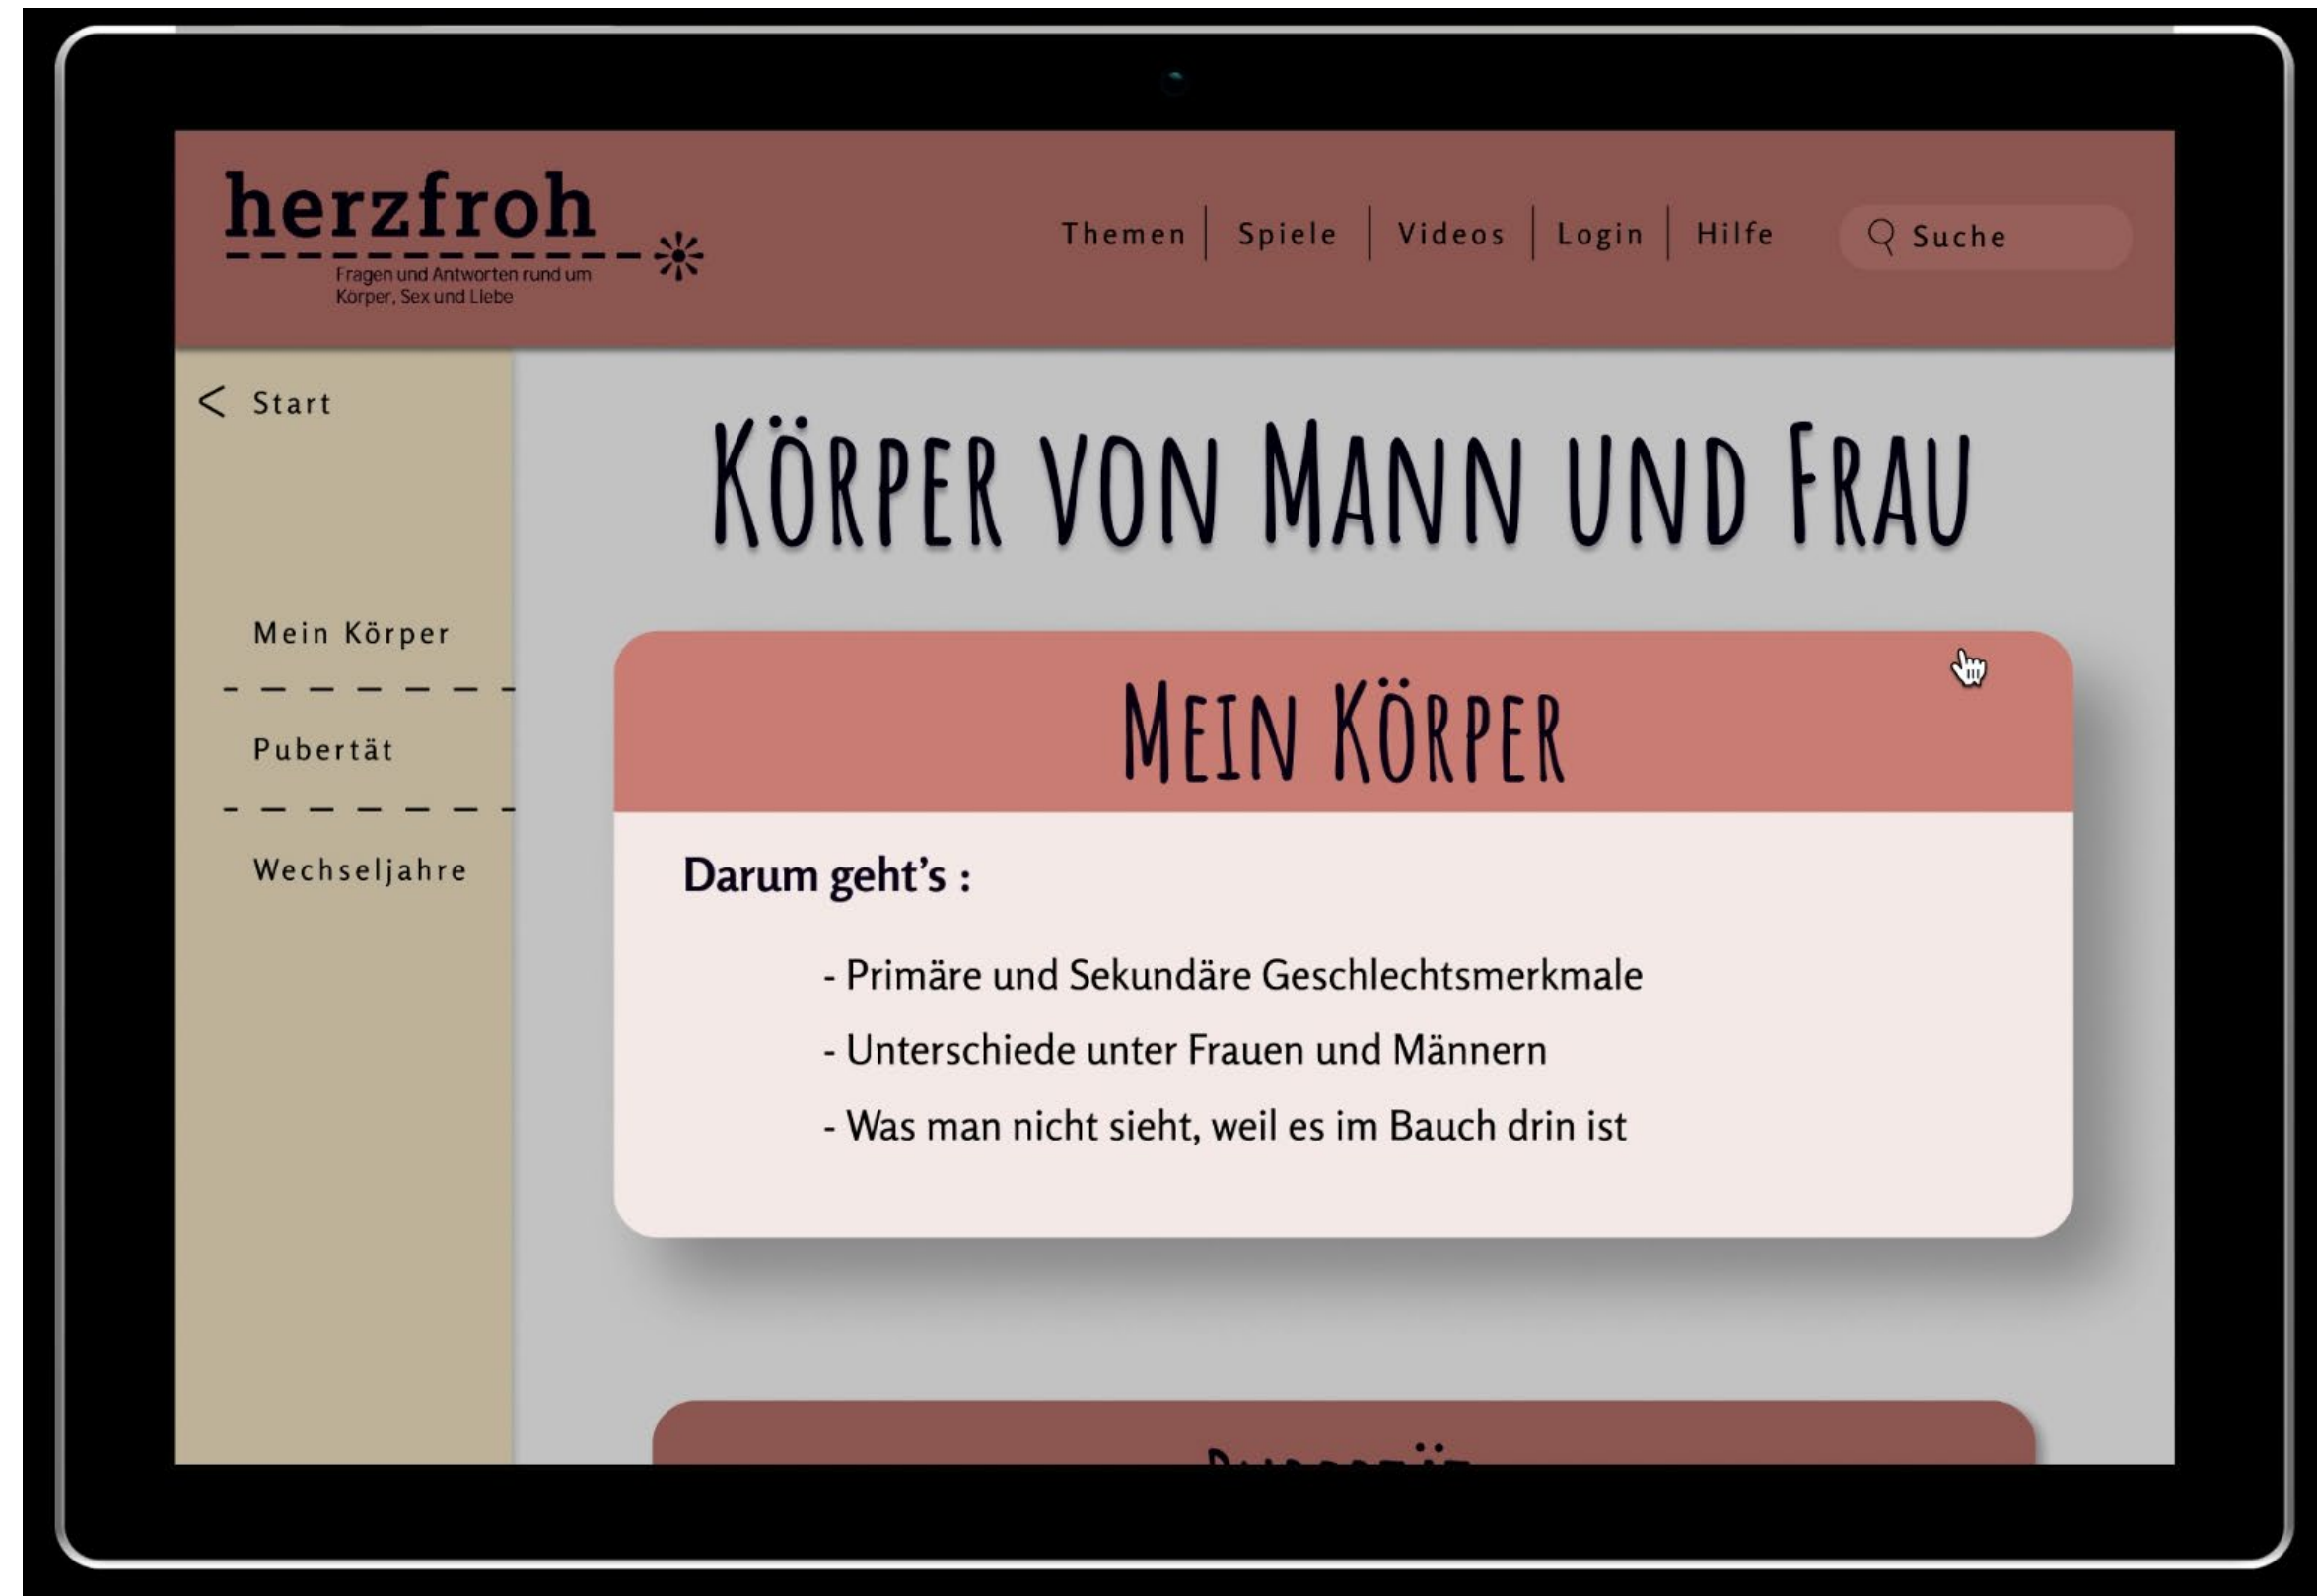 herzfroh
Fragen und Antworten rund um
Körper, Sex und Liebe
Themen | Spiele | Videos | Login | Hilfe
Suche
< Start
Mein Körper
Pubertät
Wechseljahre
Körper von Mann und Frau
Mein Körper
Darum geht's :
- Primäre und Sekundäre Geschlechtsmerkmale
- Unterschiede unter Frauen und Männern
- Was man nicht sieht, weil es im Bauch drin ist